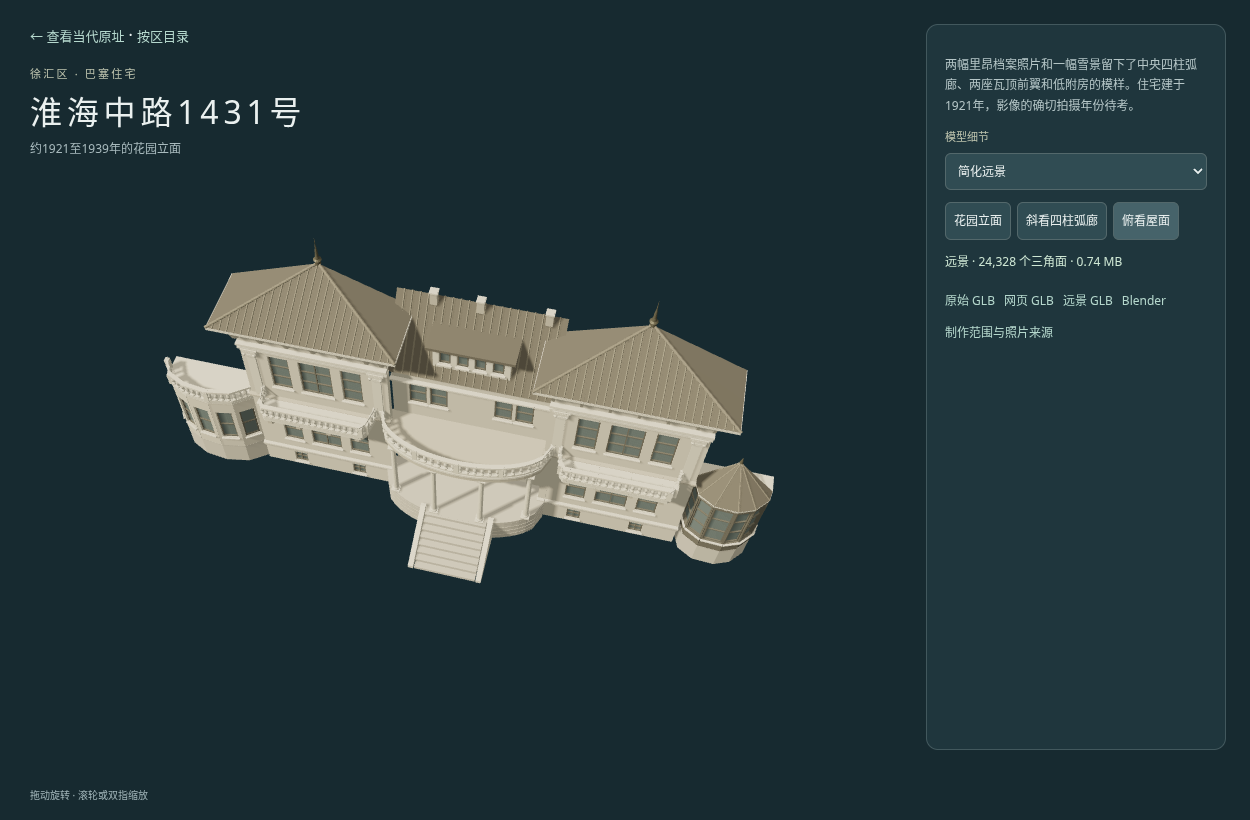 ← 查看当代原址 · 按区目录
徐汇区 · 巴塞住宅
淮海中路1431号
约1921至1939年的花园立面
两幅里昂档案照片和一幅雪景留下了中央四柱弧
廊、两座瓦顶前翼和低附房的模样。住宅建于
1921年，影像的确切拍摄年份待考。
模型细节
简化远景
花园立面 斜看四柱弧廊 俯看屋面
远景 · 24,328 个三角面 · 0.74 MB
原始 GLB 网页 GLB 远景 GLB Blender
制作范围与照片来源
拖动旋转 · 滚轮或双指缩放